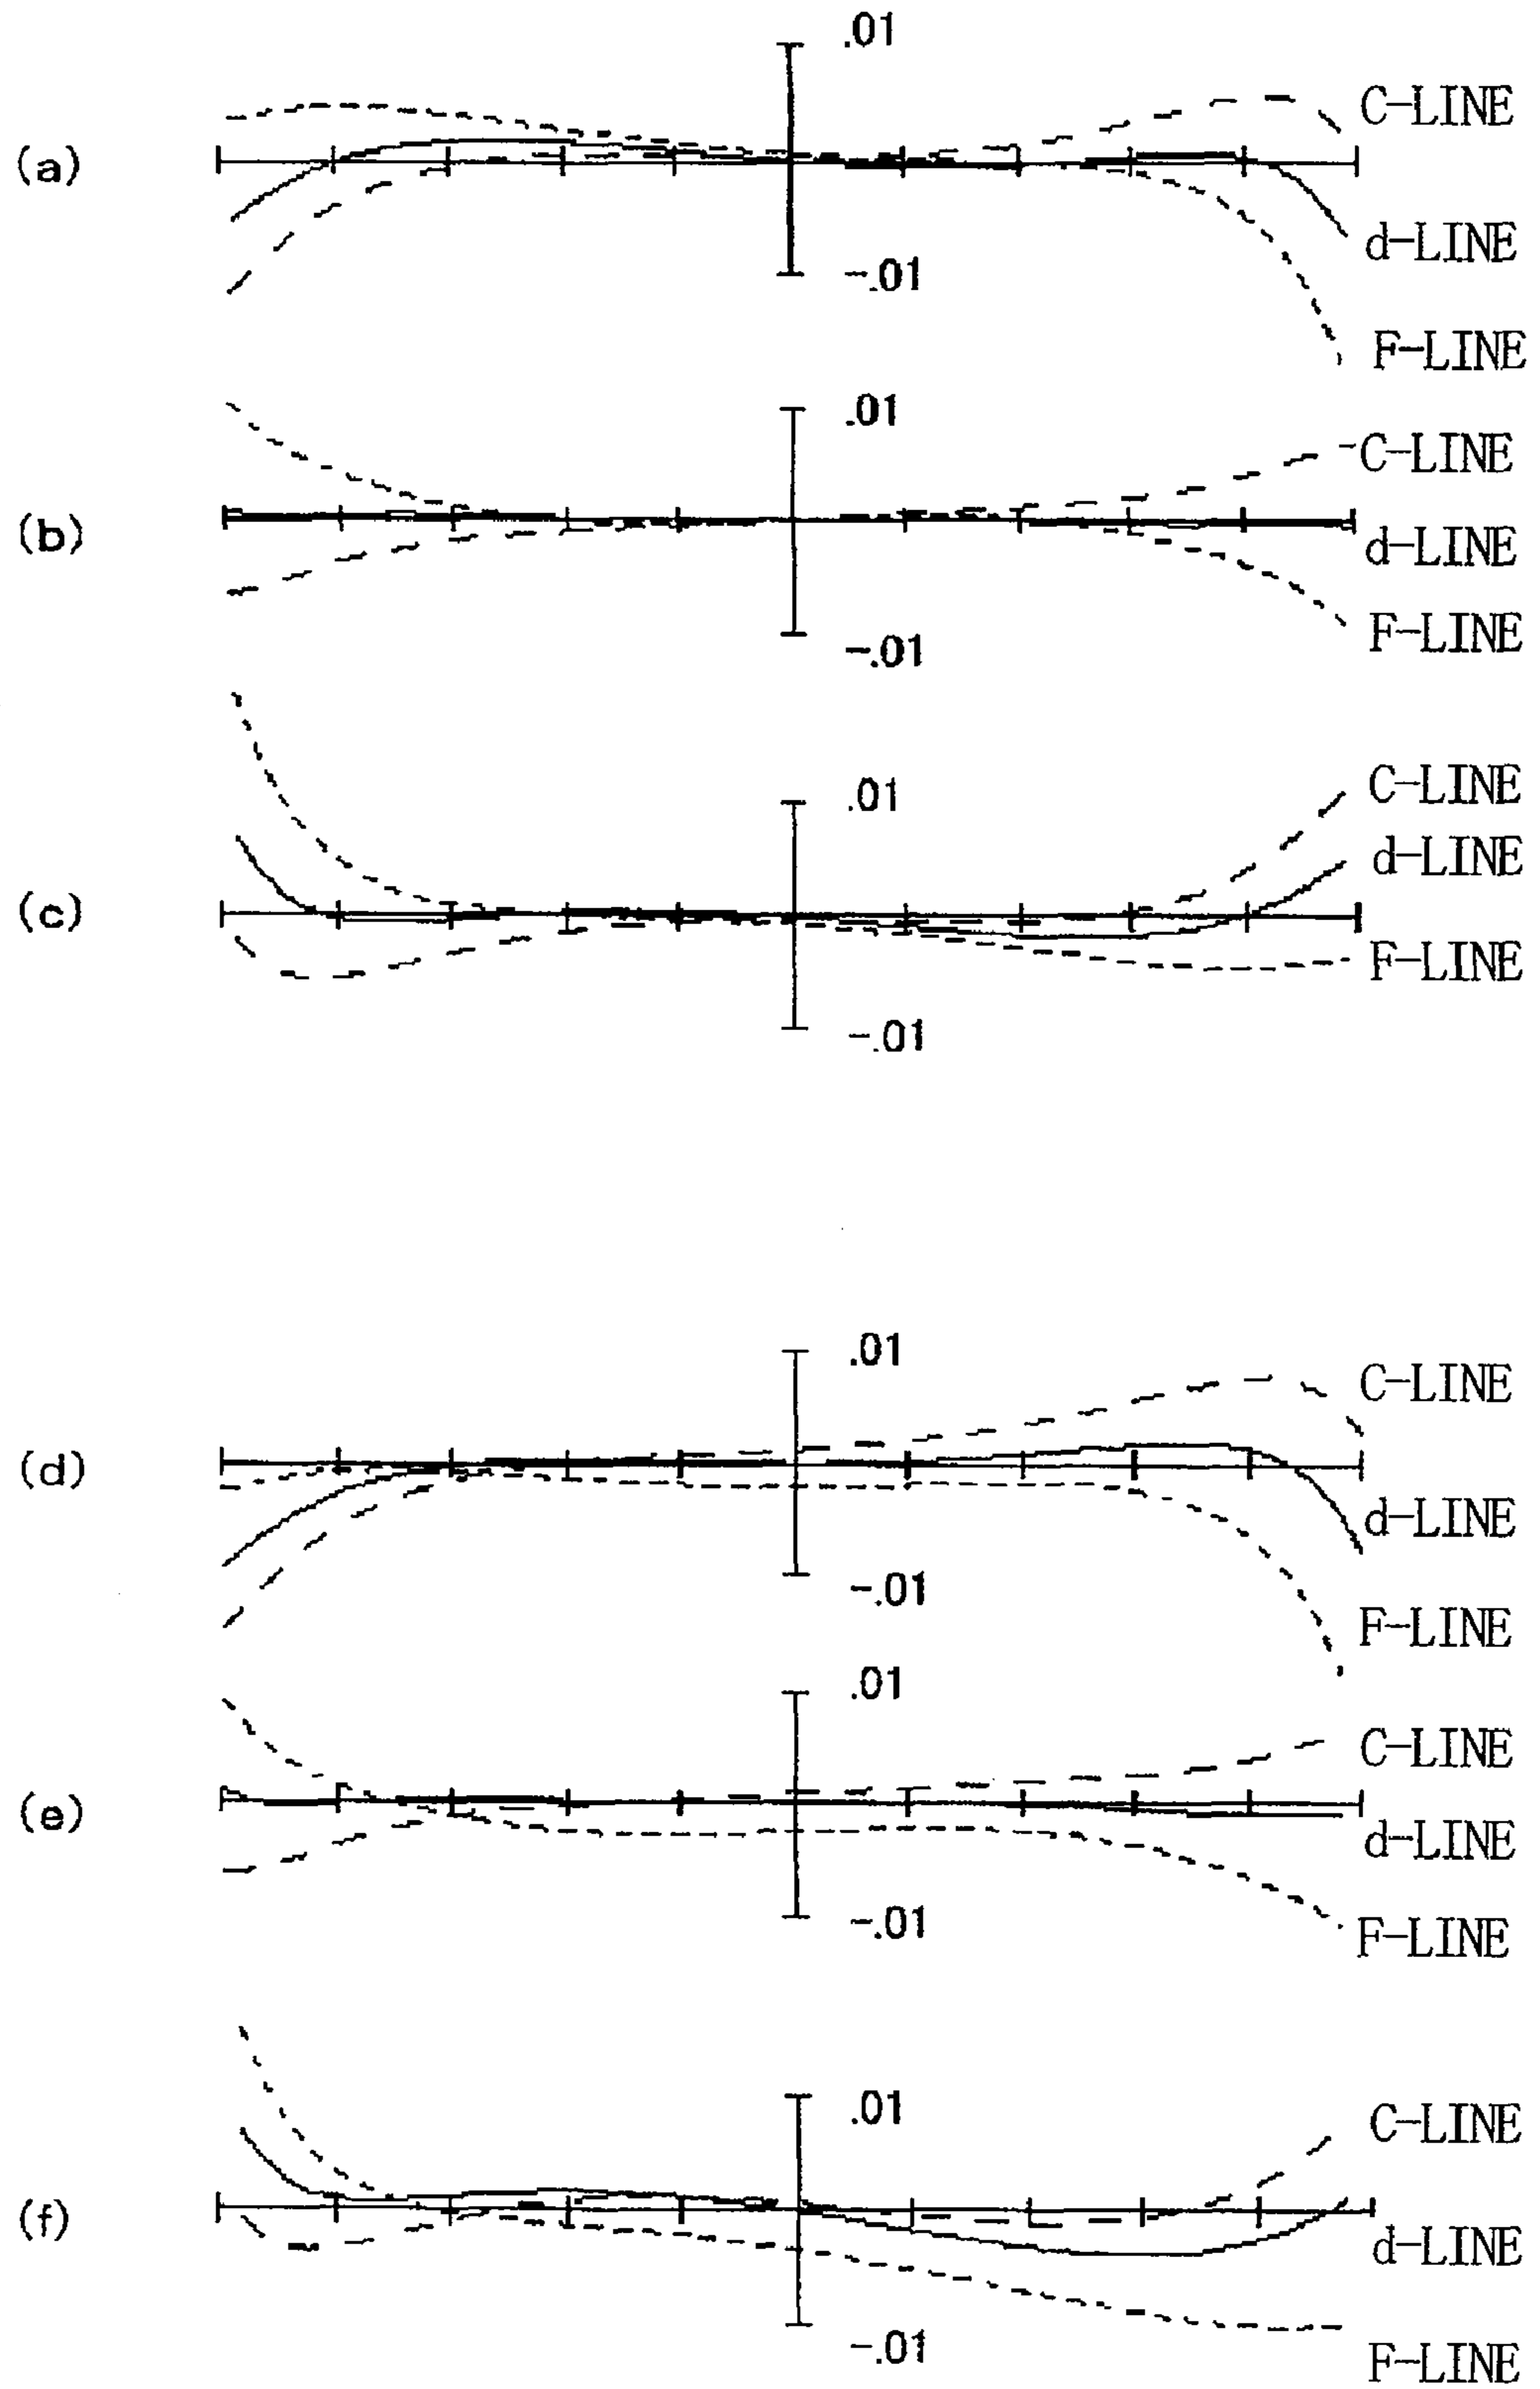 .01
C-LINE
(a)
d-LINE
-.01
F-LINE
.01
C-LINE
(b)
d-LINE
-.01
F-LINE
C-LINE
.01
d-LINE
(c)
F-LINE
-.01
.01
C-LINE
(d)
d-LINE
-.01
F-LINE
.01
C-LINE
(e)
d-LINE
-.01
F-LINE
.01
C-LINE
(f)
d-LINE
-.01
F-LINE